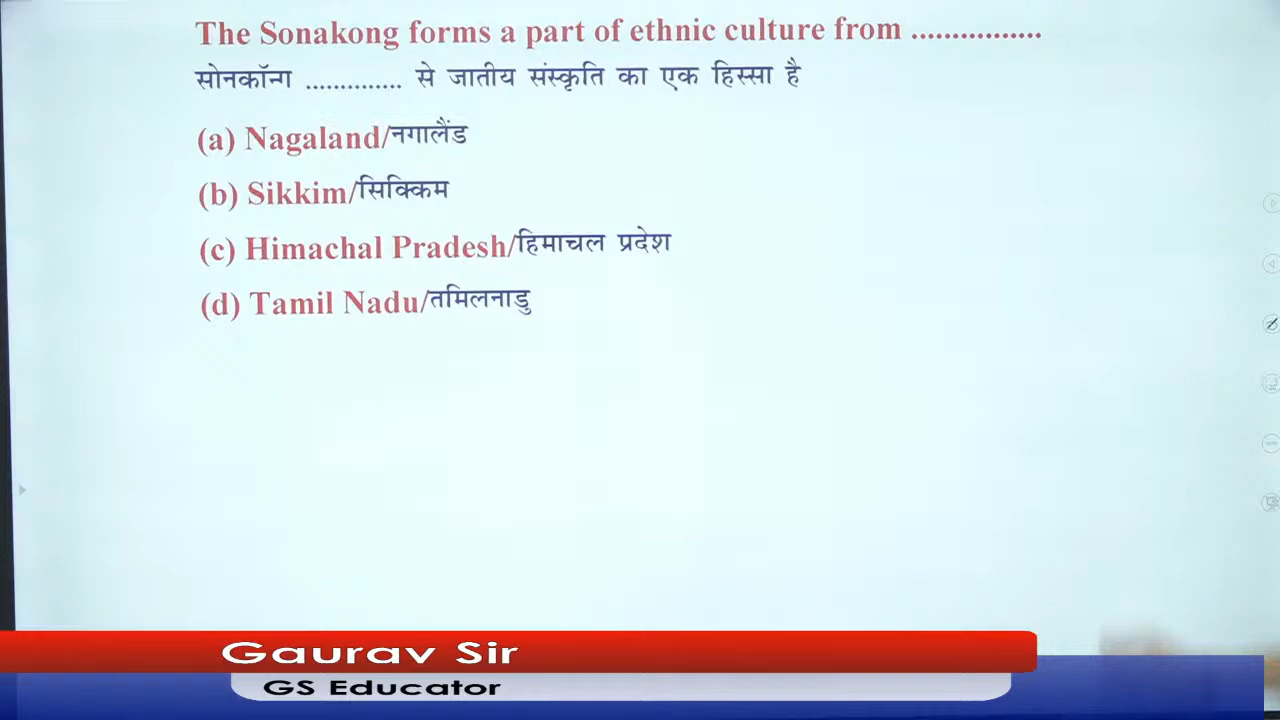 The Sonakong forms a part of ethnic culture from ................
सोनकॉन्ग .............. से जातीय संस्कृति का एक हिस्सा है
(a) Nagaland/नगालैंड
(b) Sikkim/सिक्किम
(c) Himachal Pradesh/हिमाचल प्रदेश
(d) Tamil Nadu/तमिलनाडु
Gaurav Sir
GS Educator